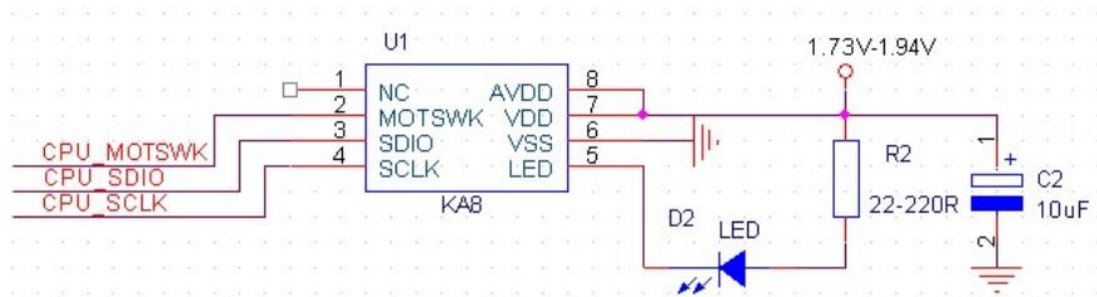 U1
1.73V-1.94V
1 NC AVDD 8
2 MOTSWK VDD 7
3 SDIO VSS 6
4 SCLK LED 5
CPU_MOTSWK
CPU_SDIO
CPU_SCLK
KA8
D2 LED
R2
22-220R
1
+
C2
10uF
2